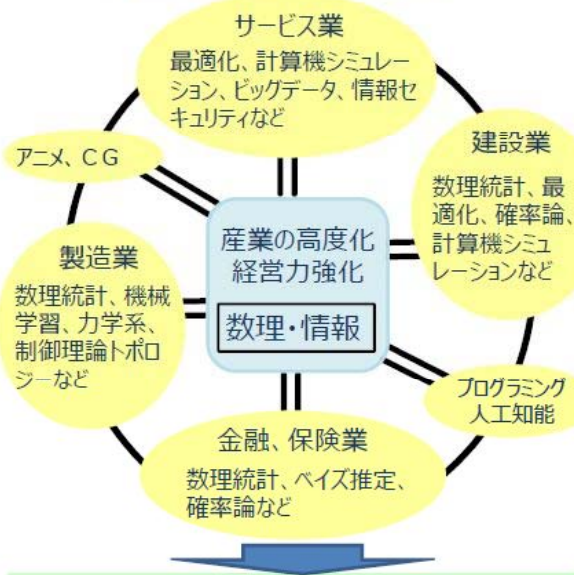 サービス業
最適化、計算機シミュレー
ション、ビッグデータ、情報セ
キュリティなど
アニメ、ＣＧ
建設業
数理統計、最
適化、確率論、
計算機シミュ
レーションなど
産業の高度化
経営力強化
数理・情報
製造業
数理統計、機械
学習、力学系、
制御理論トポロ
ジーなど
プログラミング
人工知能
金融、保険業
数理統計、ベイズ推定、
確率論など